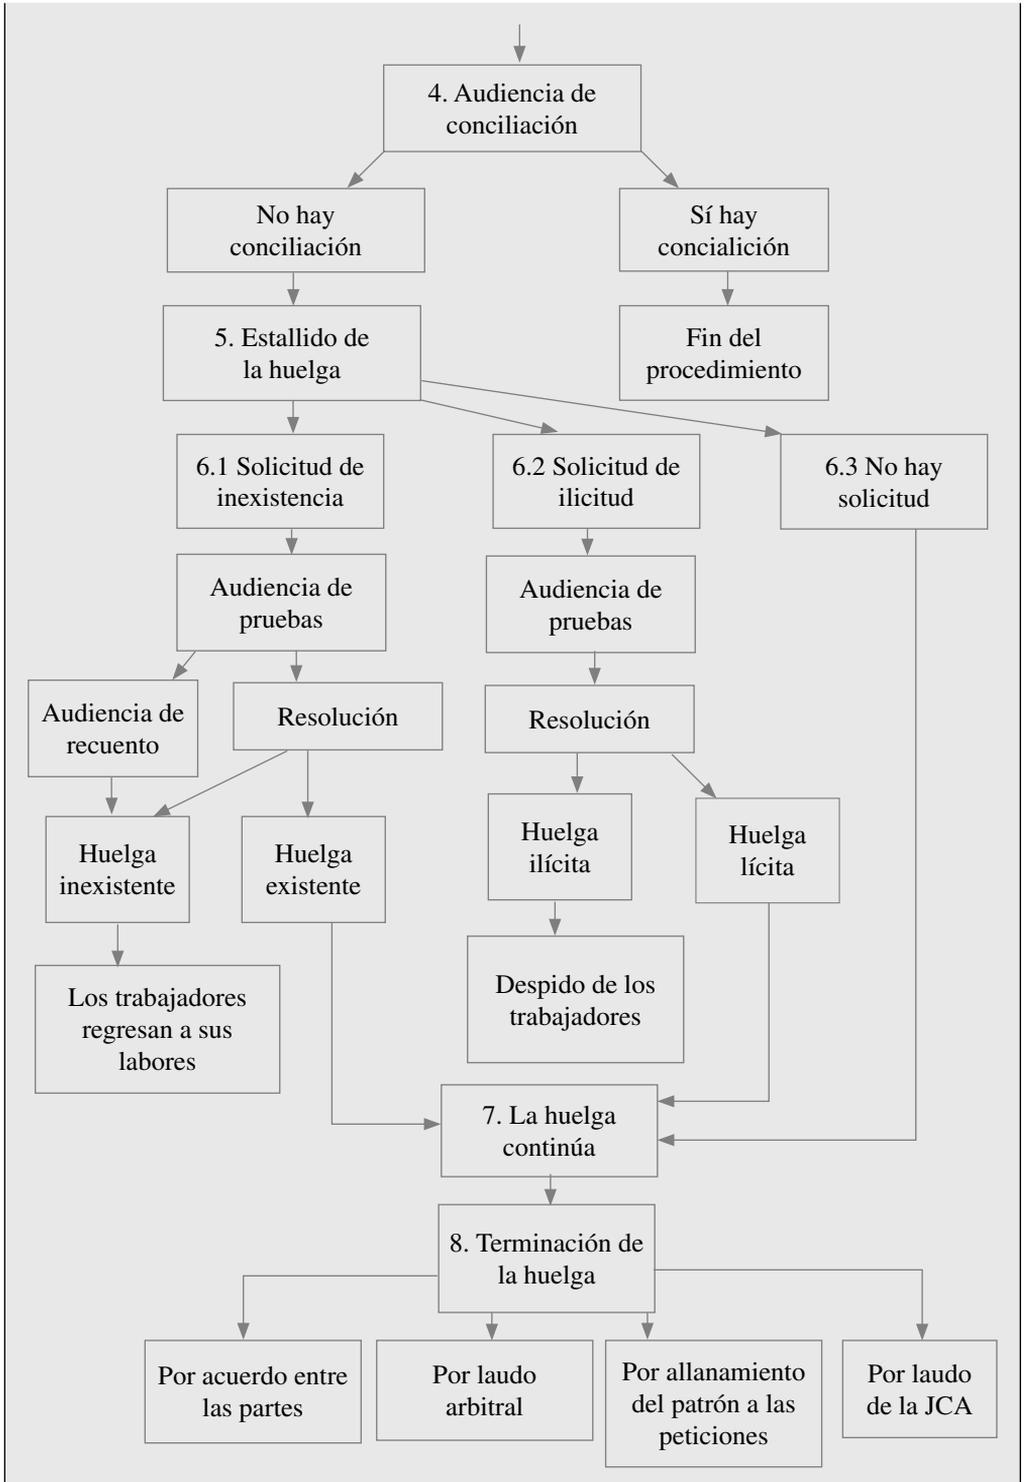 4. Audiencia de
conciliación
No hay
conciliación
Sí hay
concialición
5. Estallido de
la huelga
Fin del
procedimiento
6.1 Solicitud de
inexistencia
6.2 Solicitud de
ilicitud
6.3 No hay
solicitud
Audiencia de
pruebas
Audiencia de
pruebas
Audiencia de
recuento
Resolución
Resolución
Huelga
inexistente
Huelga
existente
Huelga
ilícita
Huelga
lícita
Los trabajadores
regresan a sus
labores
Despido de los
trabajadores
7. La huelga
continúa
8. Terminación de
la huelga
Por acuerdo entre
las partes
Por laudo
arbitral
Por allanamiento
del patrón a las
peticiones
Por laudo
de la JCA